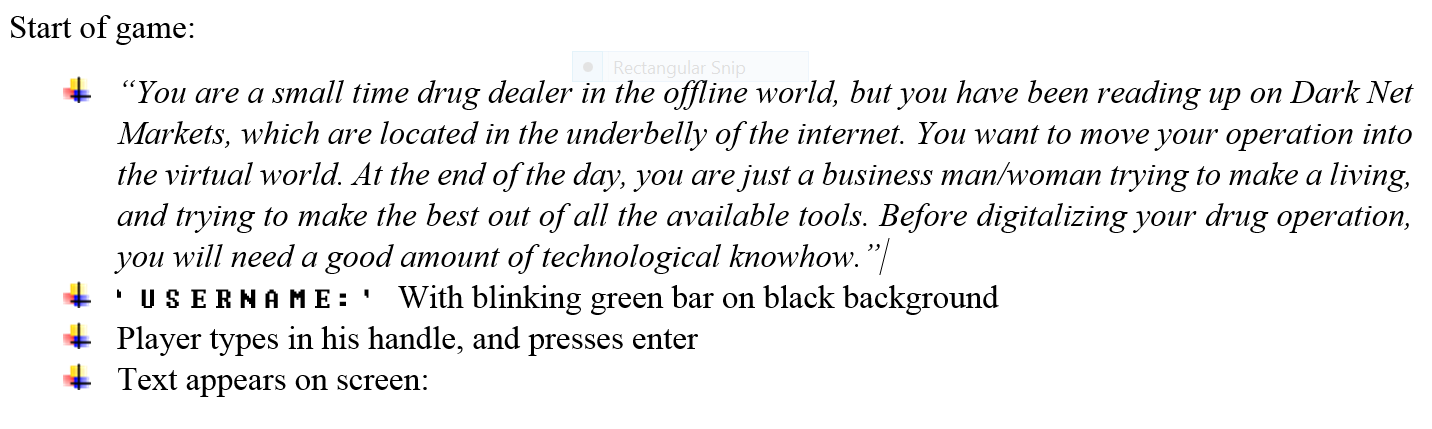 Start of game:
Rectangular Snip
“You are a small time drug dealer in the offline world, but you have been reading up on Dark Net
Markets, which are located in the underbelly of the internet. You want to move your operation into
the virtual world. At the end of the day, you are just a business man/woman trying to make a living,
and trying to make the best out of all the available tools. Before digitalizing your drug operation,
you will need a good amount of technological knowhow.”
'USERNAME:' With blinking green bar on black background
Player types in his handle, and presses enter
Text appears on screen: